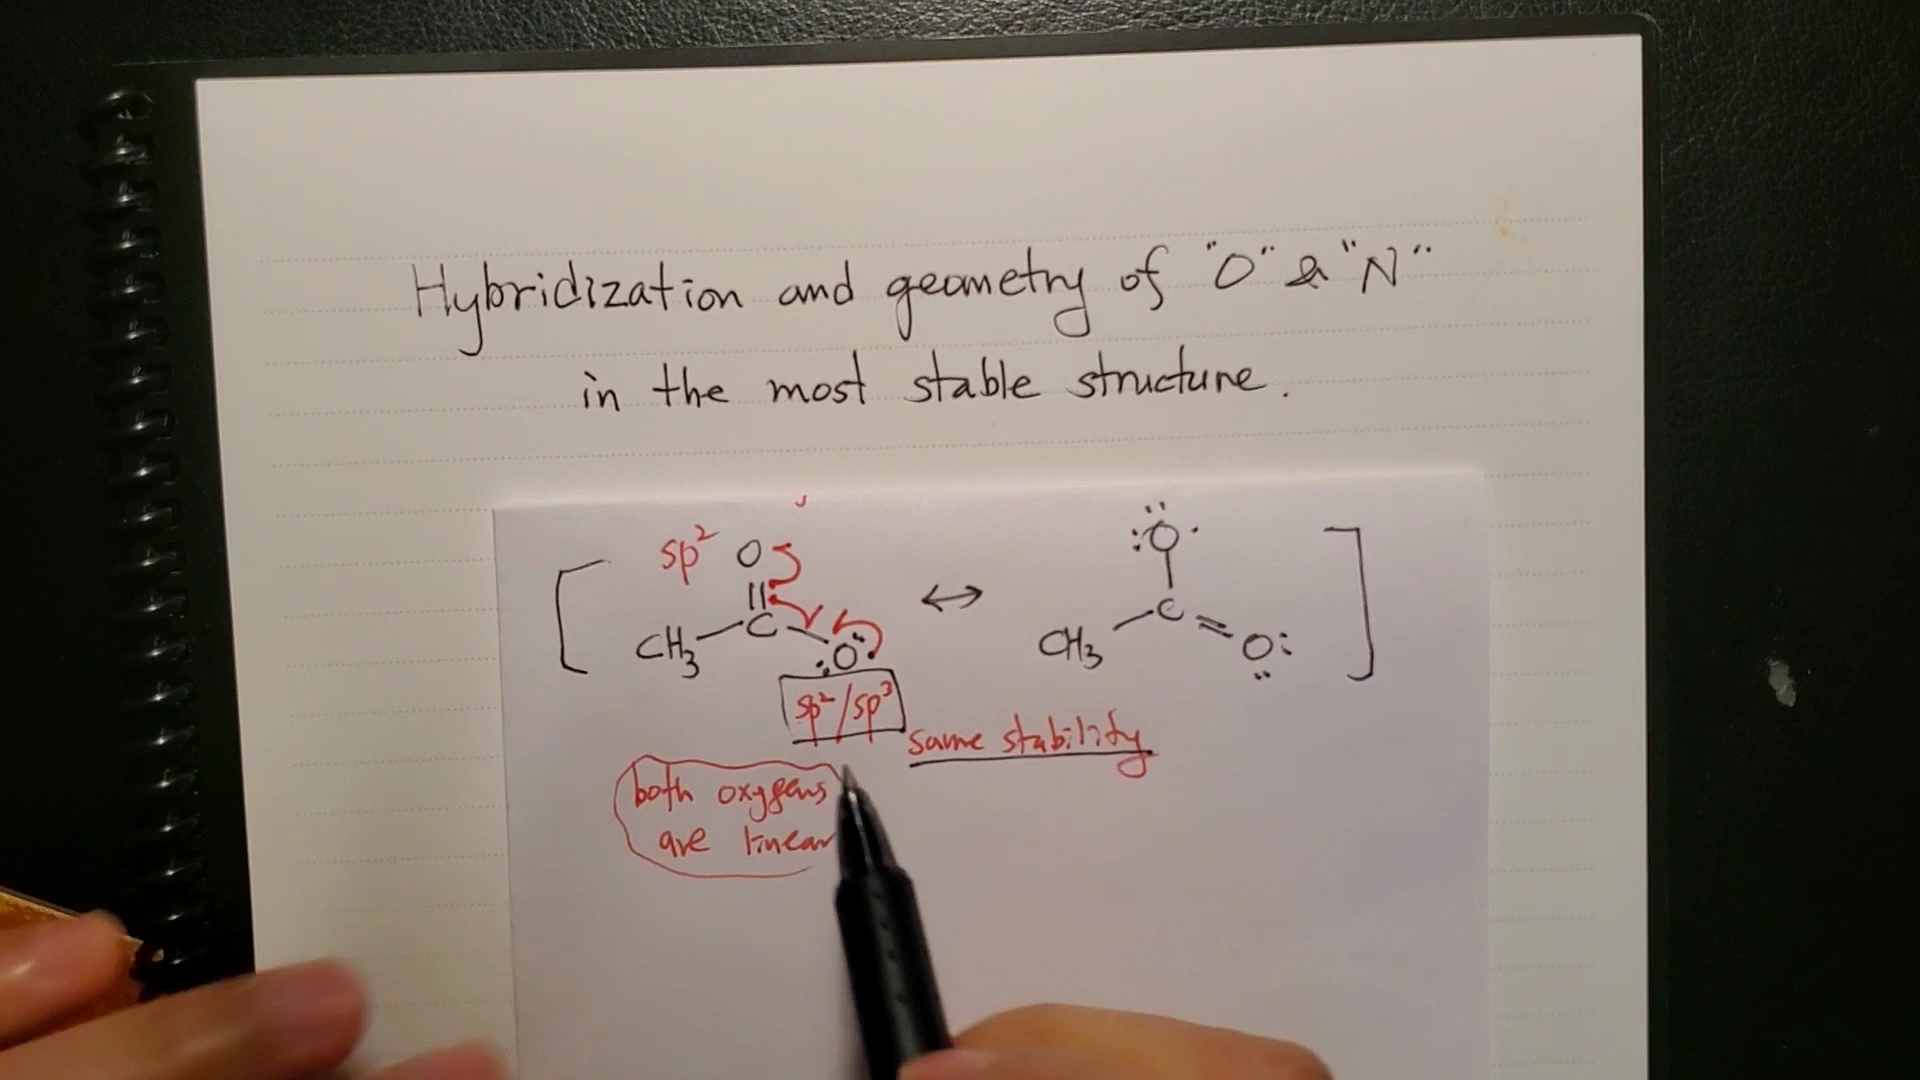 Hybridization and geometry of "O" & "N"
in the most stable structure.
sp² O
CH₃ C O
sp²/sp³
O
CH₃ C O
same stability
both oxygens
are linear